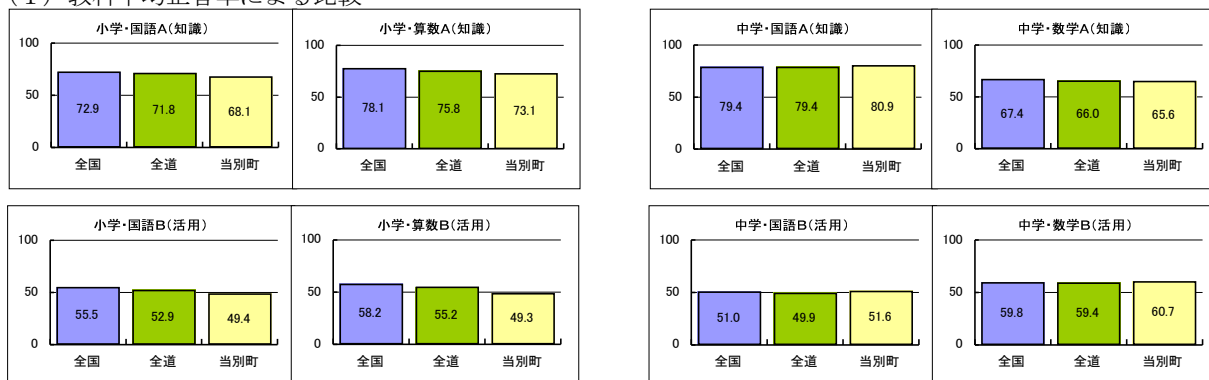 (1) 教科平均正答率による比較
小学・国語A(知識)
100
50
0
72.9
71.8
68.1
全国
全道
当別町
小学・算数A(知識)
100
50
0
78.1
75.8
73.1
全国
全道
当別町
中学・国語A(知識)
100
50
0
79.4
79.4
80.9
全国
全道
当別町
中学・数学A(知識)
100
50
0
67.4
66.0
65.6
全国
全道
当別町
小学・国語B(活用)
100
50
0
55.5
52.9
49.4
全国
全道
当別町
小学・算数B(活用)
100
50
0
58.2
55.2
49.3
全国
全道
当別町
中学・国語B(活用)
100
50
0
51.0
49.9
51.6
全国
全道
当別町
中学・数学B(活用)
100
50
0
59.8
59.4
60.7
全国
全道
当別町